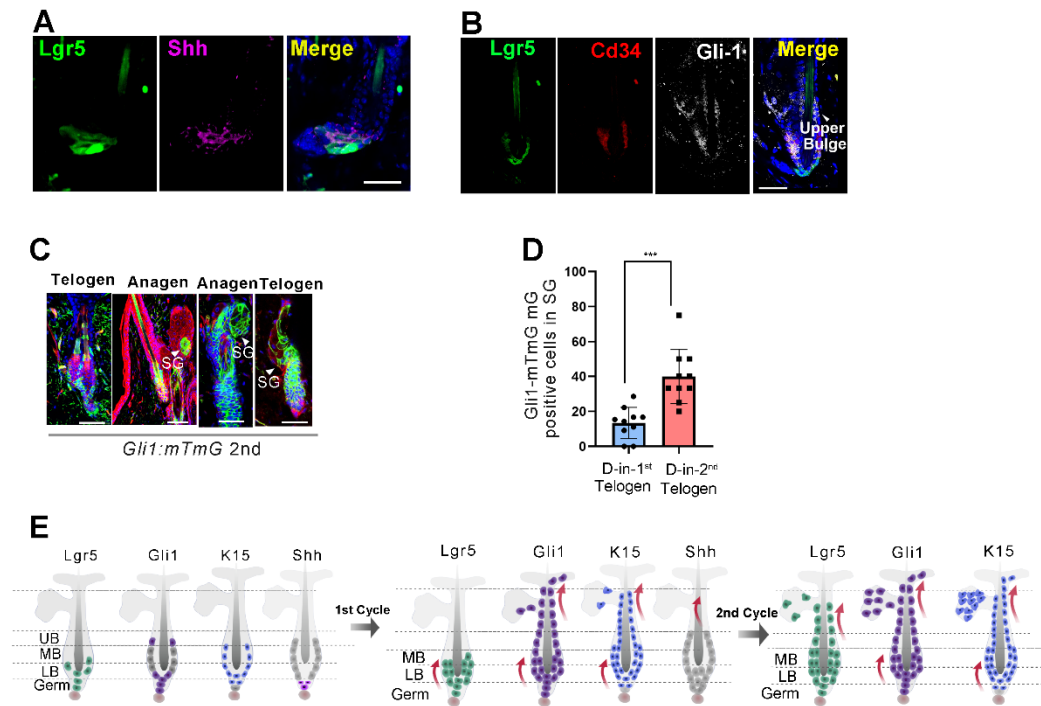 A
Lgr5 Shh Merge
B
Lgr5 Cd34 Gli-1 Merge
Upper
Bulge
C
Telogen Anagen Anagen Telogen
SG SG SG
Gli1:mTmG 2nd
D
***
Gli1-mTmG mG
positive cells in SG
100
80
60
40
20
0
D-in-1st D-in-2nd
Telogen Telogen
E
Lgr5 Gli1 K15 Shh
UB
MB
LB
Germ
1st Cycle
Lgr5 Gli1 K15 Shh
MB
LB
Germ
2nd Cycle
Lgr5 Gli1 K15
MB
LB
Germ